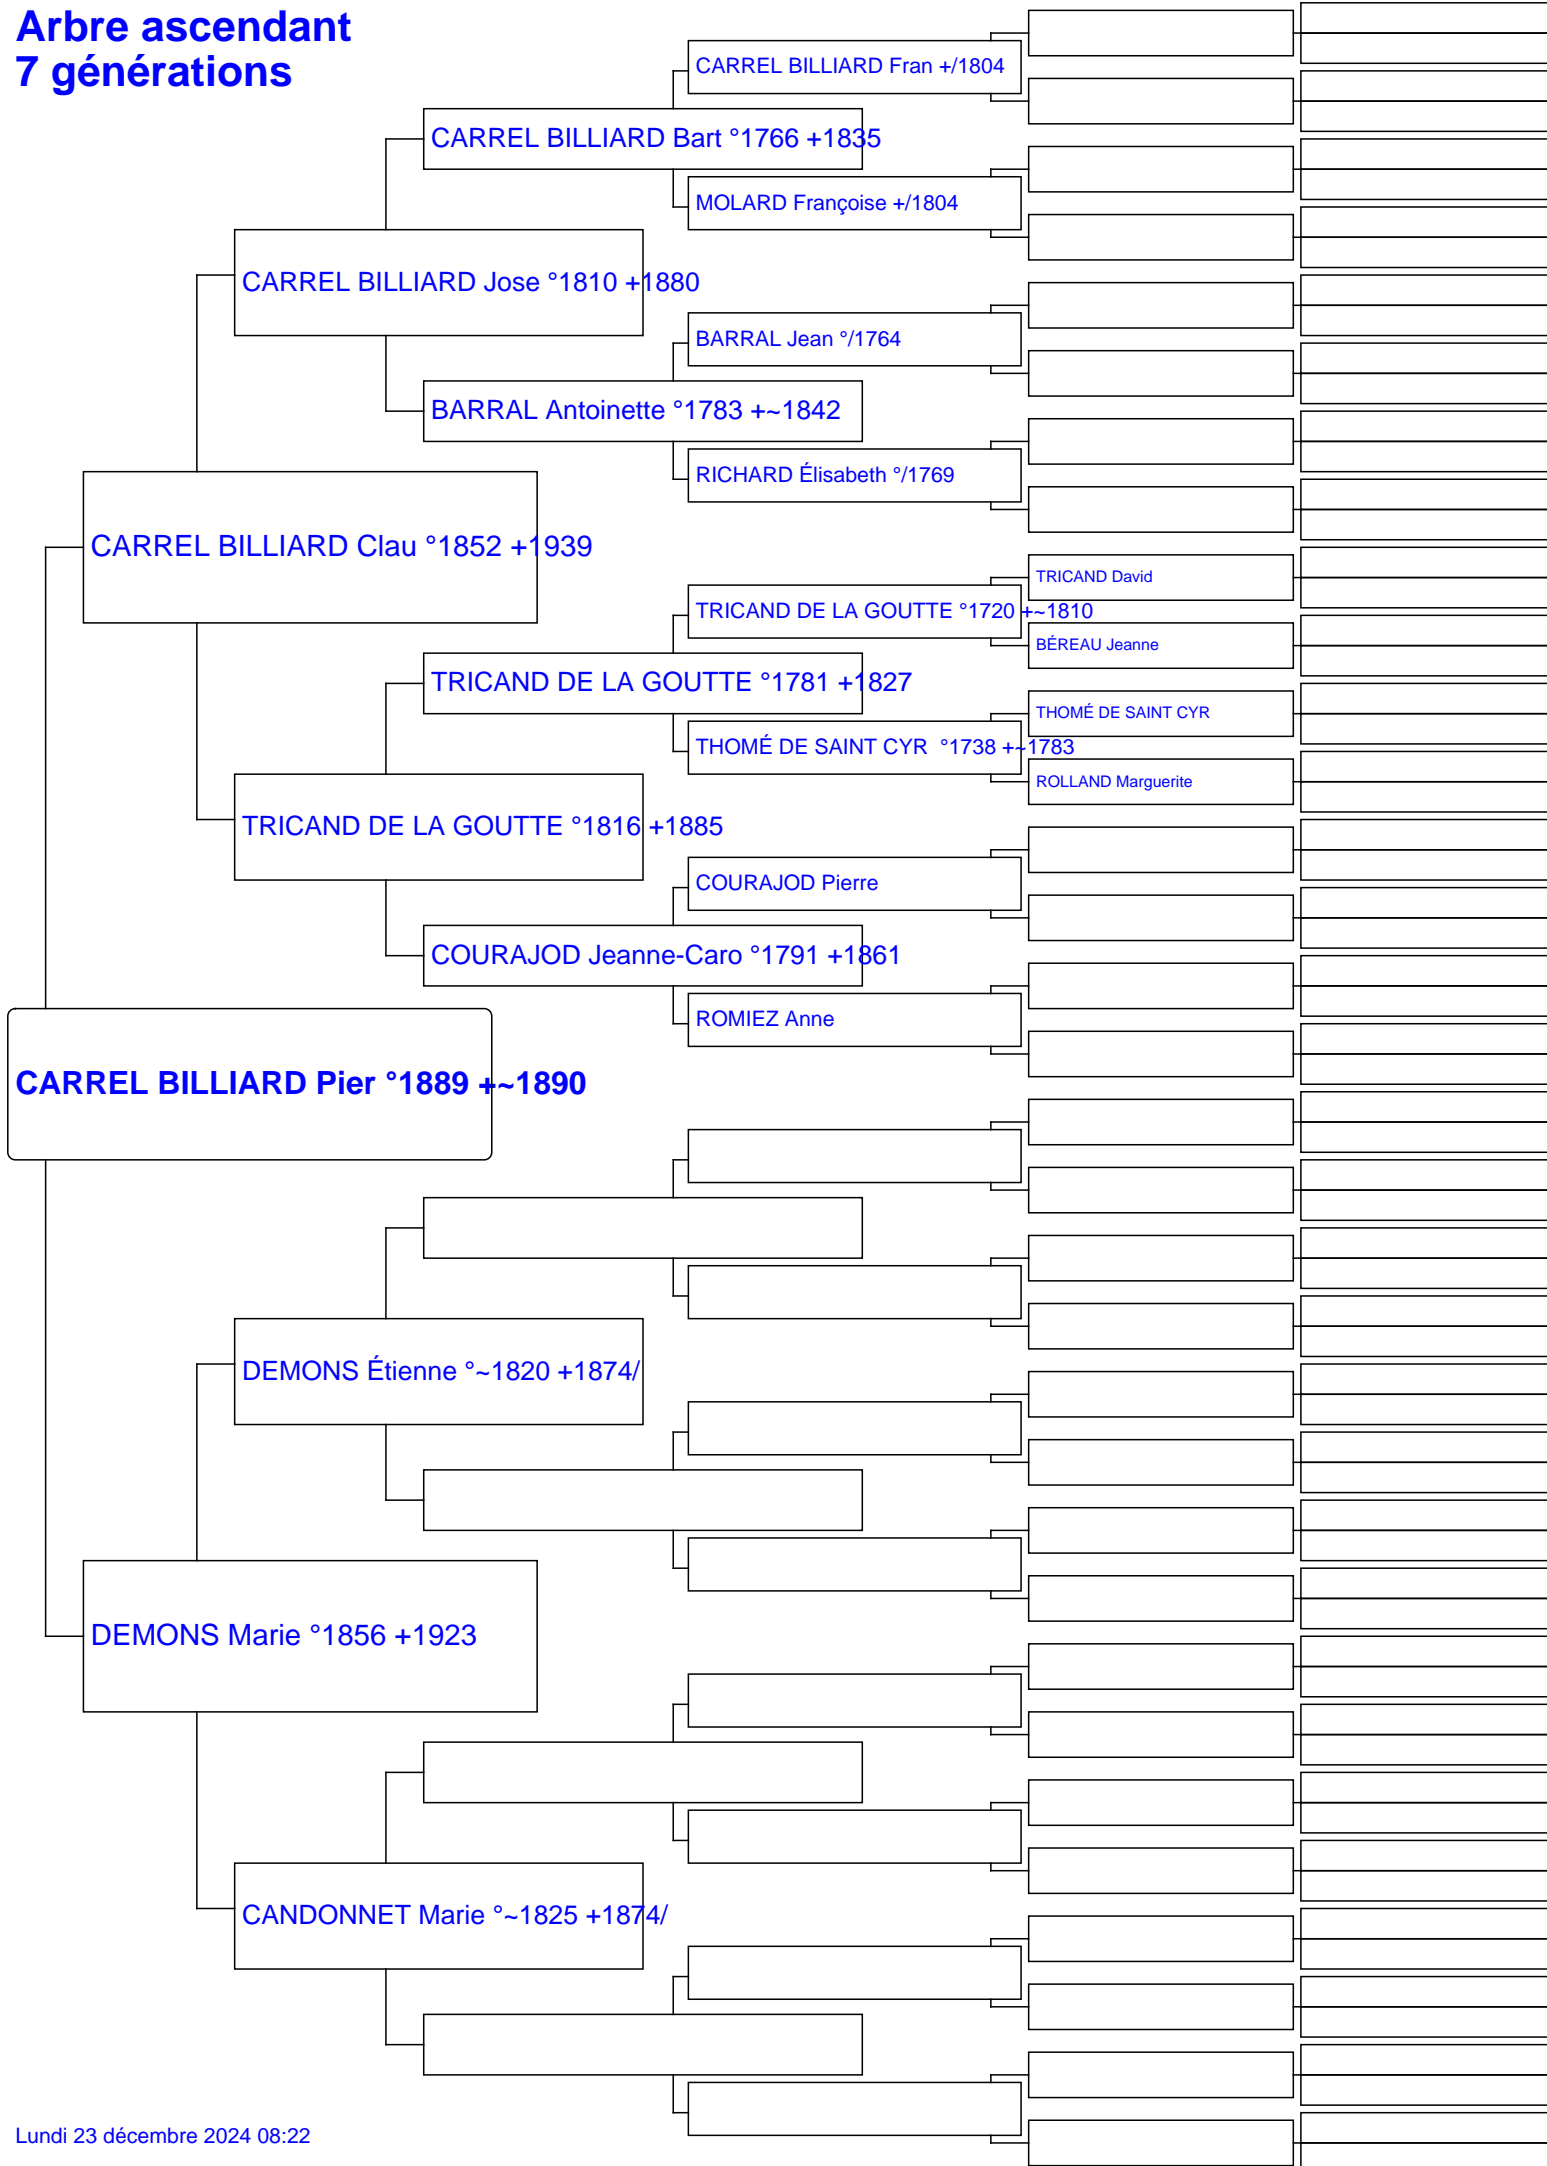 Arbre ascendant
7 générations
CARREL BILLIARD Fran +/1804
CARREL BILLIARD Bart °1766 +1835
MOLARD Françoise +/1804
CARREL BILLIARD Jose °1810 +1880
BARRAL Jean °/1764
BARRAL Antoinette °1783 +~1842
RICHARD Élisabeth °/1769
CARREL BILLIARD Clau °1852 +1939
TRICAND David
TRICAND DE LA GOUTTE °1720 +~1810
BÉREAU Jeanne
TRICAND DE LA GOUTTE °1781 +1827
THOMÉ DE SAINT CYR
THOMÉ DE SAINT CYR °1738 +~1783
ROLLAND Marguerite
TRICAND DE LA GOUTTE °1816 +1885
COURAJOD Pierre
COURAJOD Jeanne-Caro °1791 +1861
ROMIEZ Anne
CARREL BILLIARD Pier °1889 +~1890
DEMONS Étienne °~1820 +1874/
DEMONS Marie °1856 +1923
CANDONNET Marie °~1825 +1874/
Lundi 23 décembre 2024 08:22